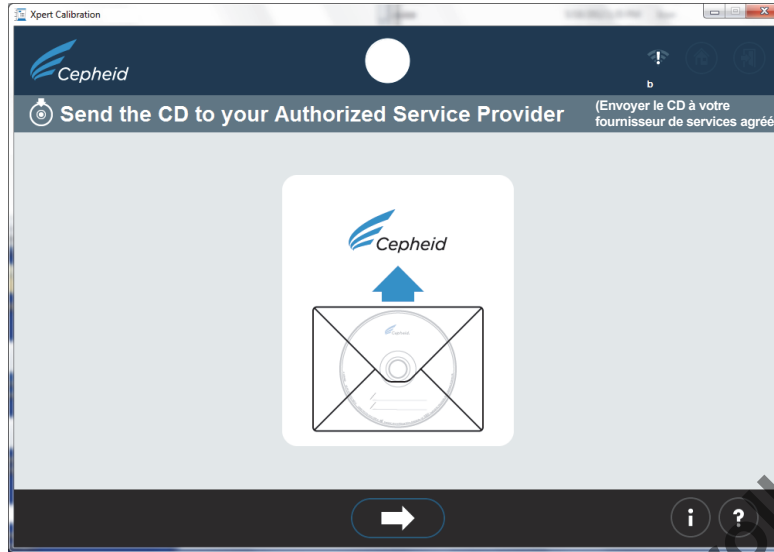 Xpert Calibration
Cepheid
b
Send the CD to your Authorized Service Provider
(Envoyer le CD à votre
fournisseur de services agréé
Cepheid
Cepheid
i
?